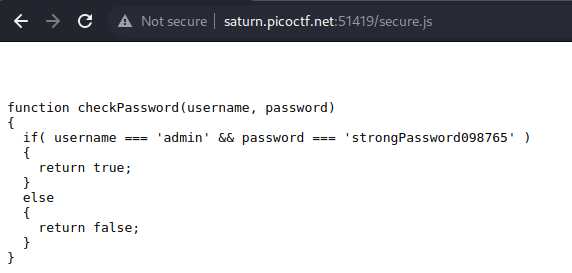 Not secure | saturn.picoctf.net:51419/secure.js
function checkPassword(username, password)
{
  if( username === 'admin' && password === 'strongPassword098765' )
  {
    return true;
  }
  else
  {
    return false;
  }
}